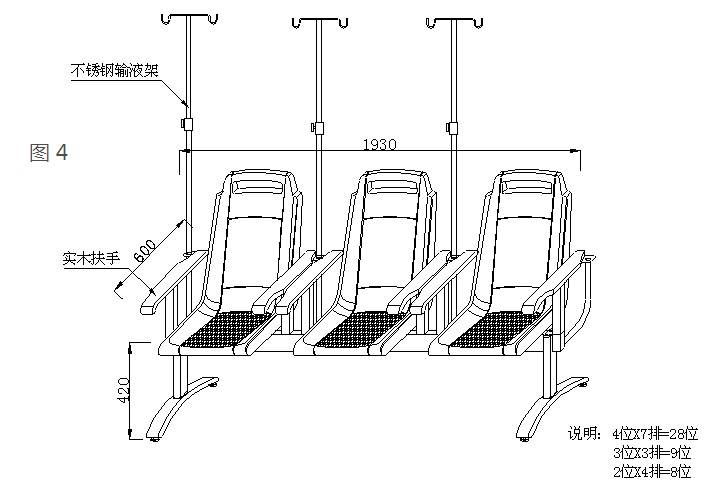 不锈钢输液架
图 4
1930
600
实木扶手
420
说明：4位X7排=28位
3位X3排=9位
2位X4排=8位